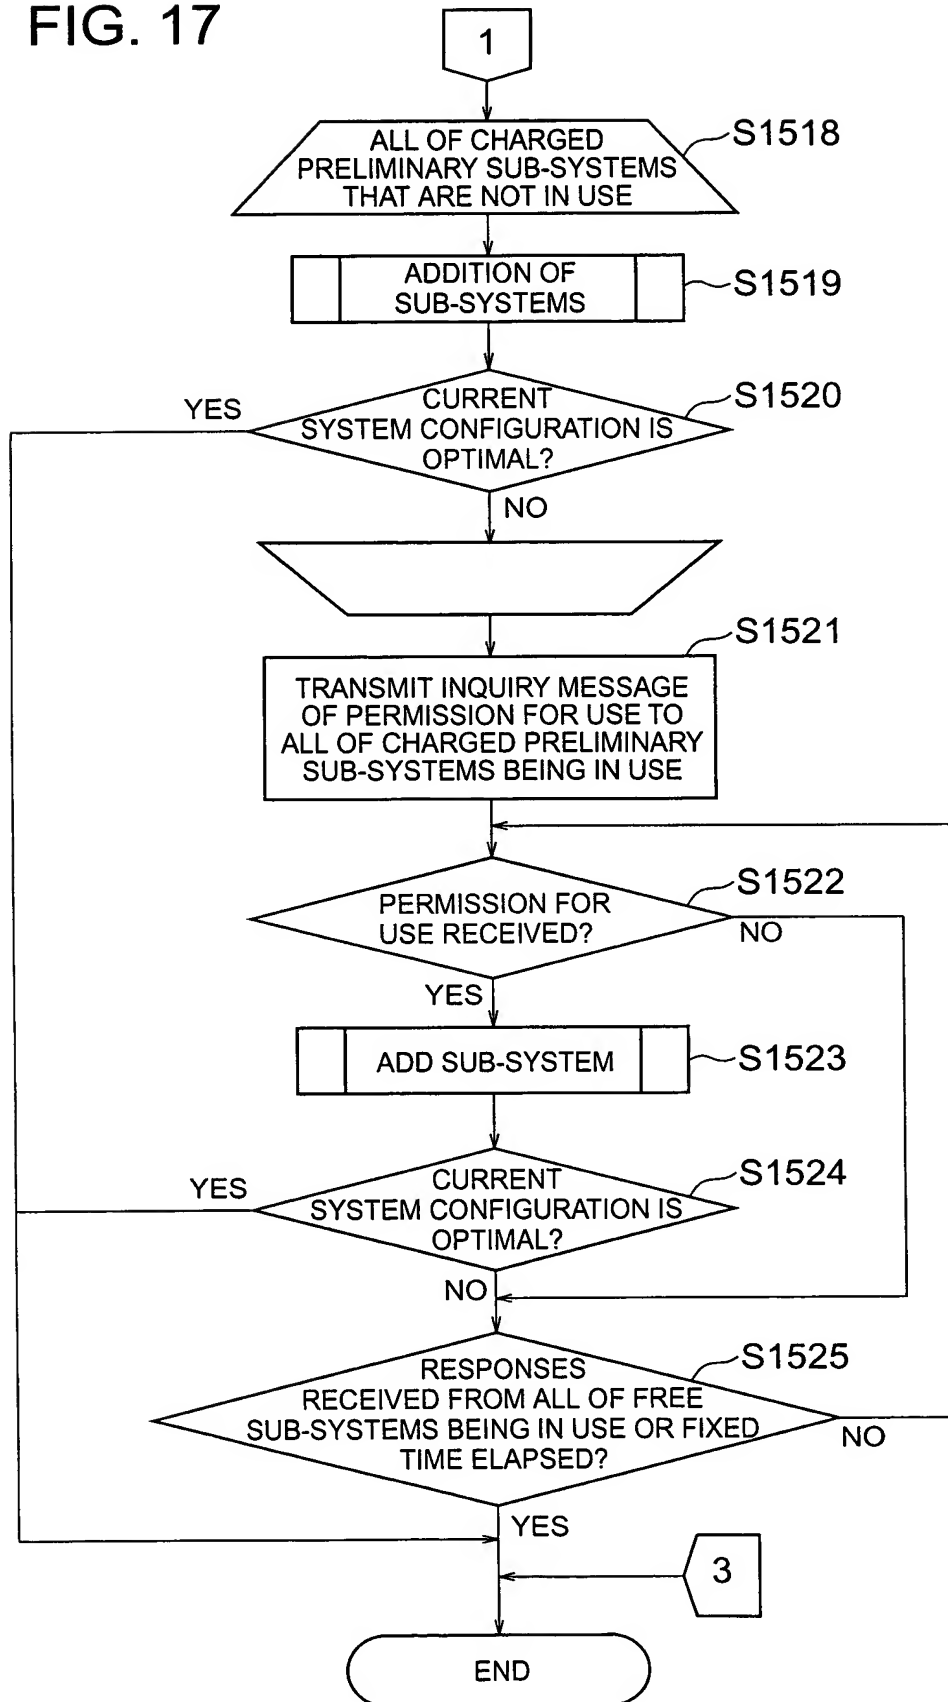 FIG. 17
1
ALL OF CHARGED
PRELIMINARY SUB-SYSTEMS
THAT ARE NOT IN USE
S1518
ADDITION OF
SUB-SYSTEMS
S1519
CURRENT
SYSTEM CONFIGURATION IS
OPTIMAL?
S1520
YES
NO
S1521
TRANSMIT INQUIRY MESSAGE
OF PERMISSION FOR USE TO
ALL OF CHARGED PRELIMINARY
SUB-SYSTEMS BEING IN USE
S1522
PERMISSION FOR
USE RECEIVED?
NO
YES
ADD SUB-SYSTEM
S1523
CURRENT
SYSTEM CONFIGURATION IS
OPTIMAL?
S1524
YES
NO
S1525
RESPONSES
RECEIVED FROM ALL OF FREE
SUB-SYSTEMS BEING IN USE OR FIXED
TIME ELAPSED?
NO
YES
3
END